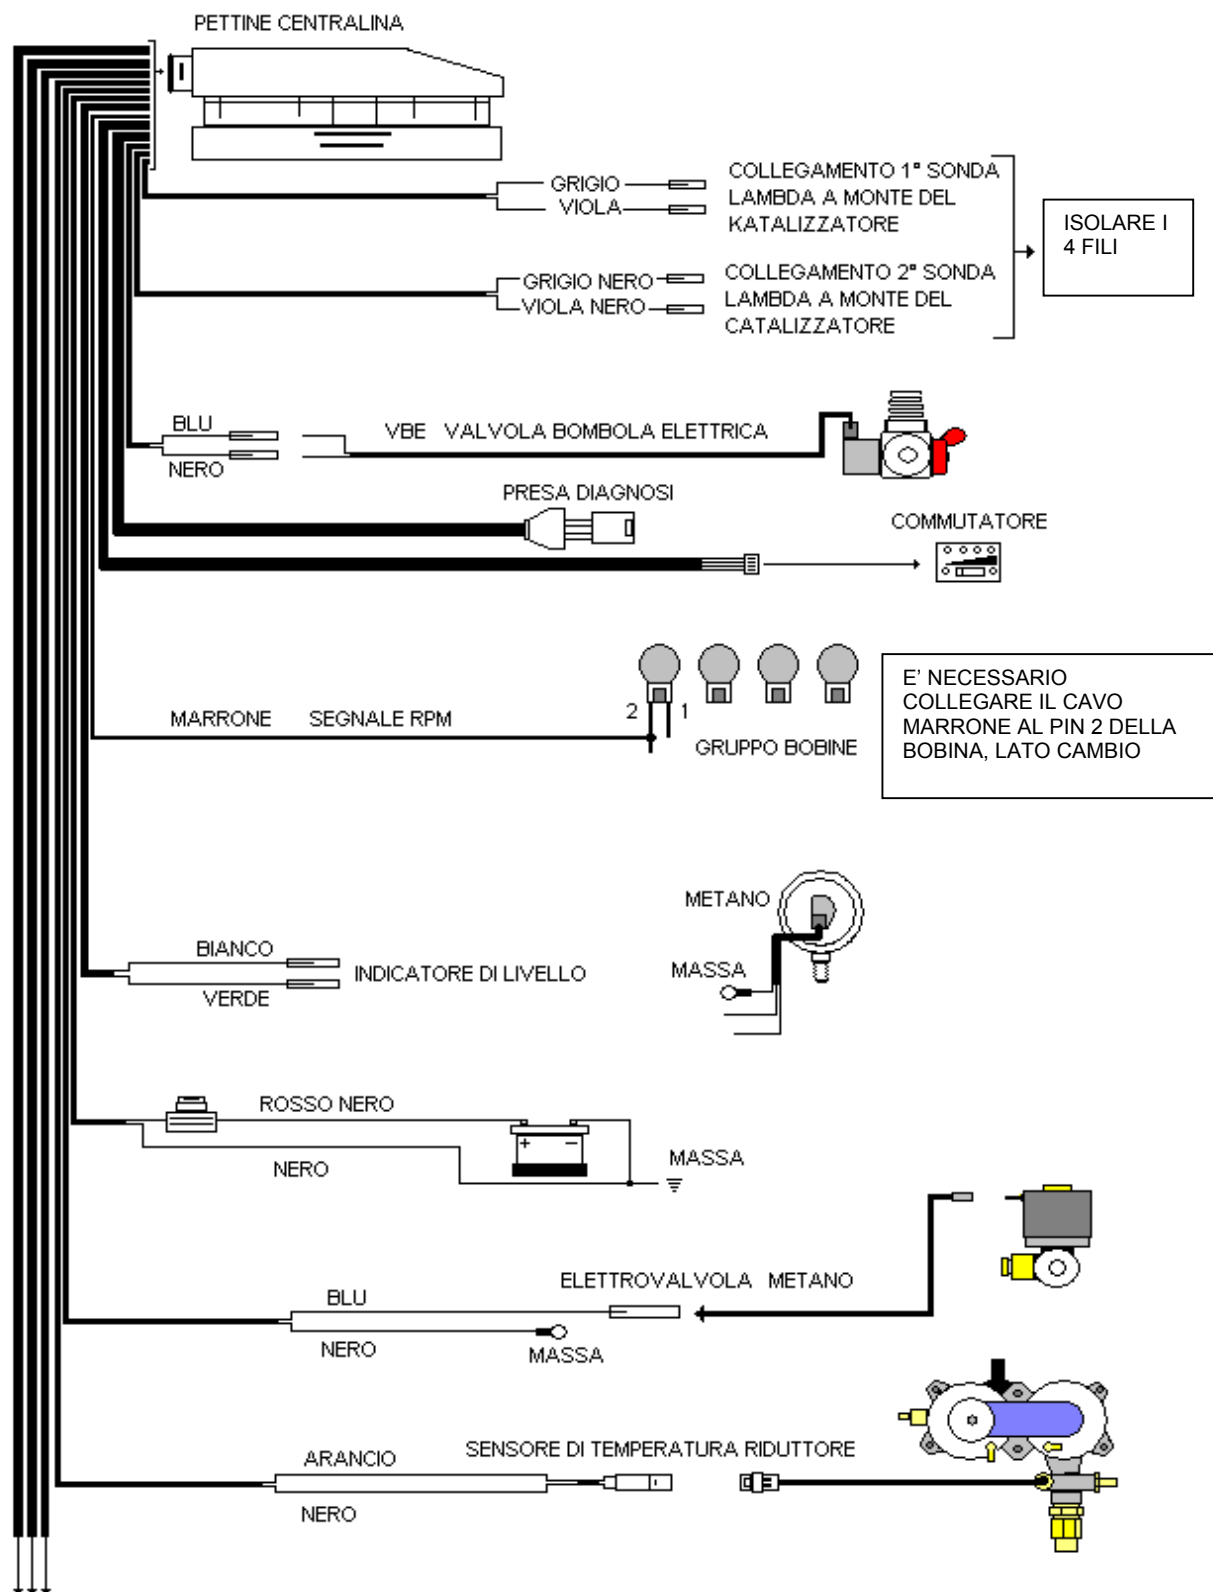 PETTINE CENTRALINA
GRIGIO
VIOLA
COLLEGAMENTO 1ª SONDA
LAMBDA A MONTE DEL
KATALIZZATORE
ISOLARE I
4 FILI
GRIGIO NERO
VIOLA NERO
COLLEGAMENTO 2ª SONDA
LAMBDA A MONTE DEL
CATALIZZATORE
BLU
NERO
VBE VALVOLA BOMBOLA ELETTRICA
PRESA DIAGNOSI
COMMUTATORE
MARRONE SEGNALE RPM
2 1
GRUPPO BOBINE
E' NECESSARIO
COLLEGARE IL CAVO
MARRONE AL PIN 2 DELLA
BOBINA, LATO CAMBIO
METANO
MASSA
BIANCO
VERDE
INDICATORE DI LIVELLO
ROSSO NERO
NERO
+ −
MASSA
ELETTROVALVOLA METANO
BLU
NERO
MASSA
SENSORE DI TEMPERATURA RIDUTTORE
ARANCIO
NERO